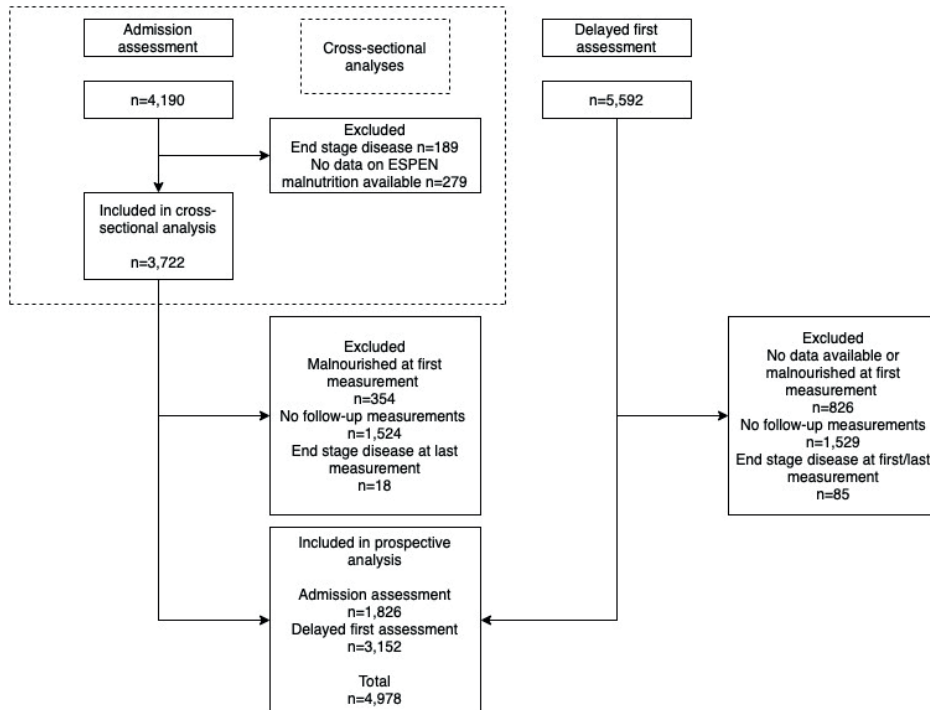 Admission
assessment
Cross-sectional
analyses
Delayed first
assessment
n=4,190
n=5,592
Excluded
End stage disease n=189
No data on ESPEN
malnutrition available n=279
Included in cross-
sectional analysis
n=3,722
Excluded
Malnourished at first
measurement
n=354
No follow-up measurements
n=1,524
End stage disease at last
measurement
n=18
Excluded
No data available or
malnourished at first
measurement
n=826
No follow-up measurements
n=1,529
End stage disease at first/last
measurement
n=85
Included in prospective
analysis
Admission assessment
n=1,826
Delayed first assessment
n=3,152
Total
n=4,978